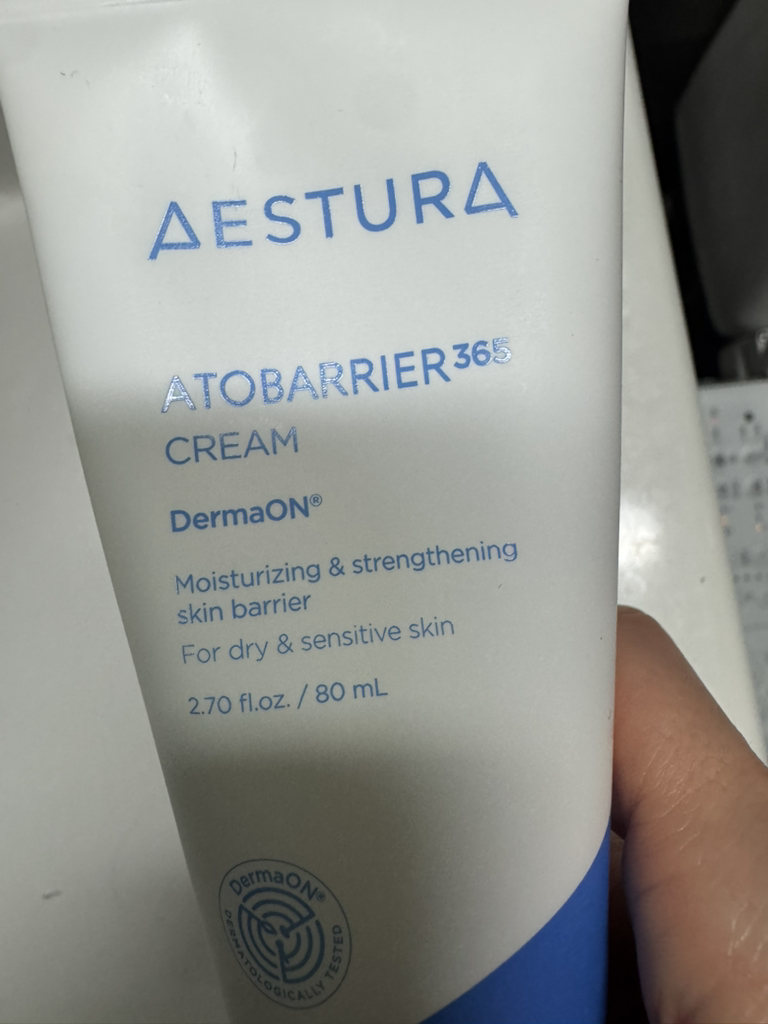 AESTURA
ATOBARRIER365
CREAM
DermaON®
Moisturizing & strengthening
skin barrier
For dry & sensitive skin
2.70 fl.oz. / 80 mL
DermaON®
DERMATOLOGICALLY TESTED